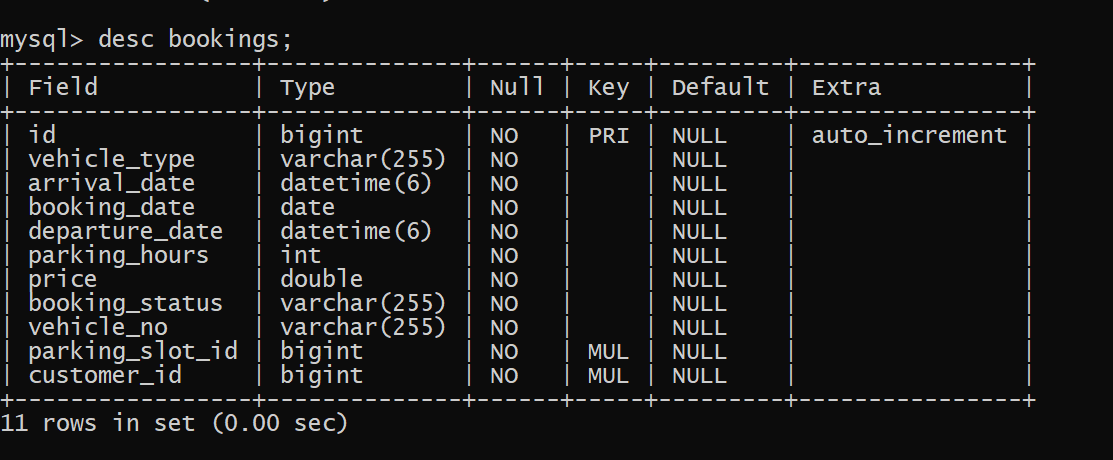 mysql> desc bookings;
+-----------------+--------------+------+-----+---------+----------------+
| Field           | Type         | Null | Key | Default | Extra          |
+-----------------+--------------+------+-----+---------+----------------+
| id              | bigint       | NO   | PRI | NULL    | auto_increment |
| vehicle_type    | varchar(255) | NO   |     | NULL    |                |
| arrival_date    | datetime(6)  | NO   |     | NULL    |                |
| booking_date    | date         | NO   |     | NULL    |                |
| departure_date  | datetime(6)  | NO   |     | NULL    |                |
| parking_hours   | int          | NO   |     | NULL    |                |
| price           | double       | NO   |     | NULL    |                |
| booking_status  | varchar(255) | NO   |     | NULL    |                |
| vehicle_no      | varchar(255) | NO   |     | NULL    |                |
| parking_slot_id | bigint       | NO   | MUL | NULL    |                |
| customer_id     | bigint       | NO   | MUL | NULL    |                |
+-----------------+--------------+------+-----+---------+----------------+
11 rows in set (0.00 sec)